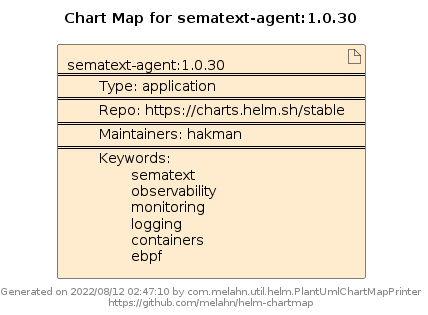 Chart Map for sematext-agent:1.0.30
sematext-agent:1.0.30
Type: application
Repo: https://charts.helm.sh/stable
Maintainers: hakman
Keywords:
sematext
observability
monitoring
logging
containers
ebpf
Generated on 2022/08/12 02:47:10 by com.melahn.util.helm.PlantUmlChartMapPrinter
https://github.com/melahn/helm-chartmap